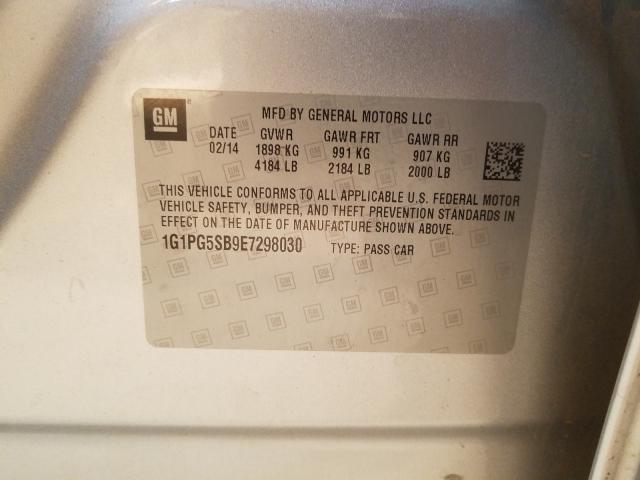 GM
MFD BY GENERAL MOTORS LLC
DATE GVWR GAWR FRT GAWR RR
02/14 1898 KG 991 KG 907 KG
4184 LB 2184 LB 2000 LB
THIS VEHICLE CONFORMS TO ALL APPLICABLE U.S. FEDERAL MOTOR
VEHICLE SAFETY, BUMPER, AND THEFT PREVENTION STANDARDS IN
EFFECT ON THE DATE OF MANUFACTURE SHOWN ABOVE.
1G1PG5SB9E7298030 TYPE: PASS CAR